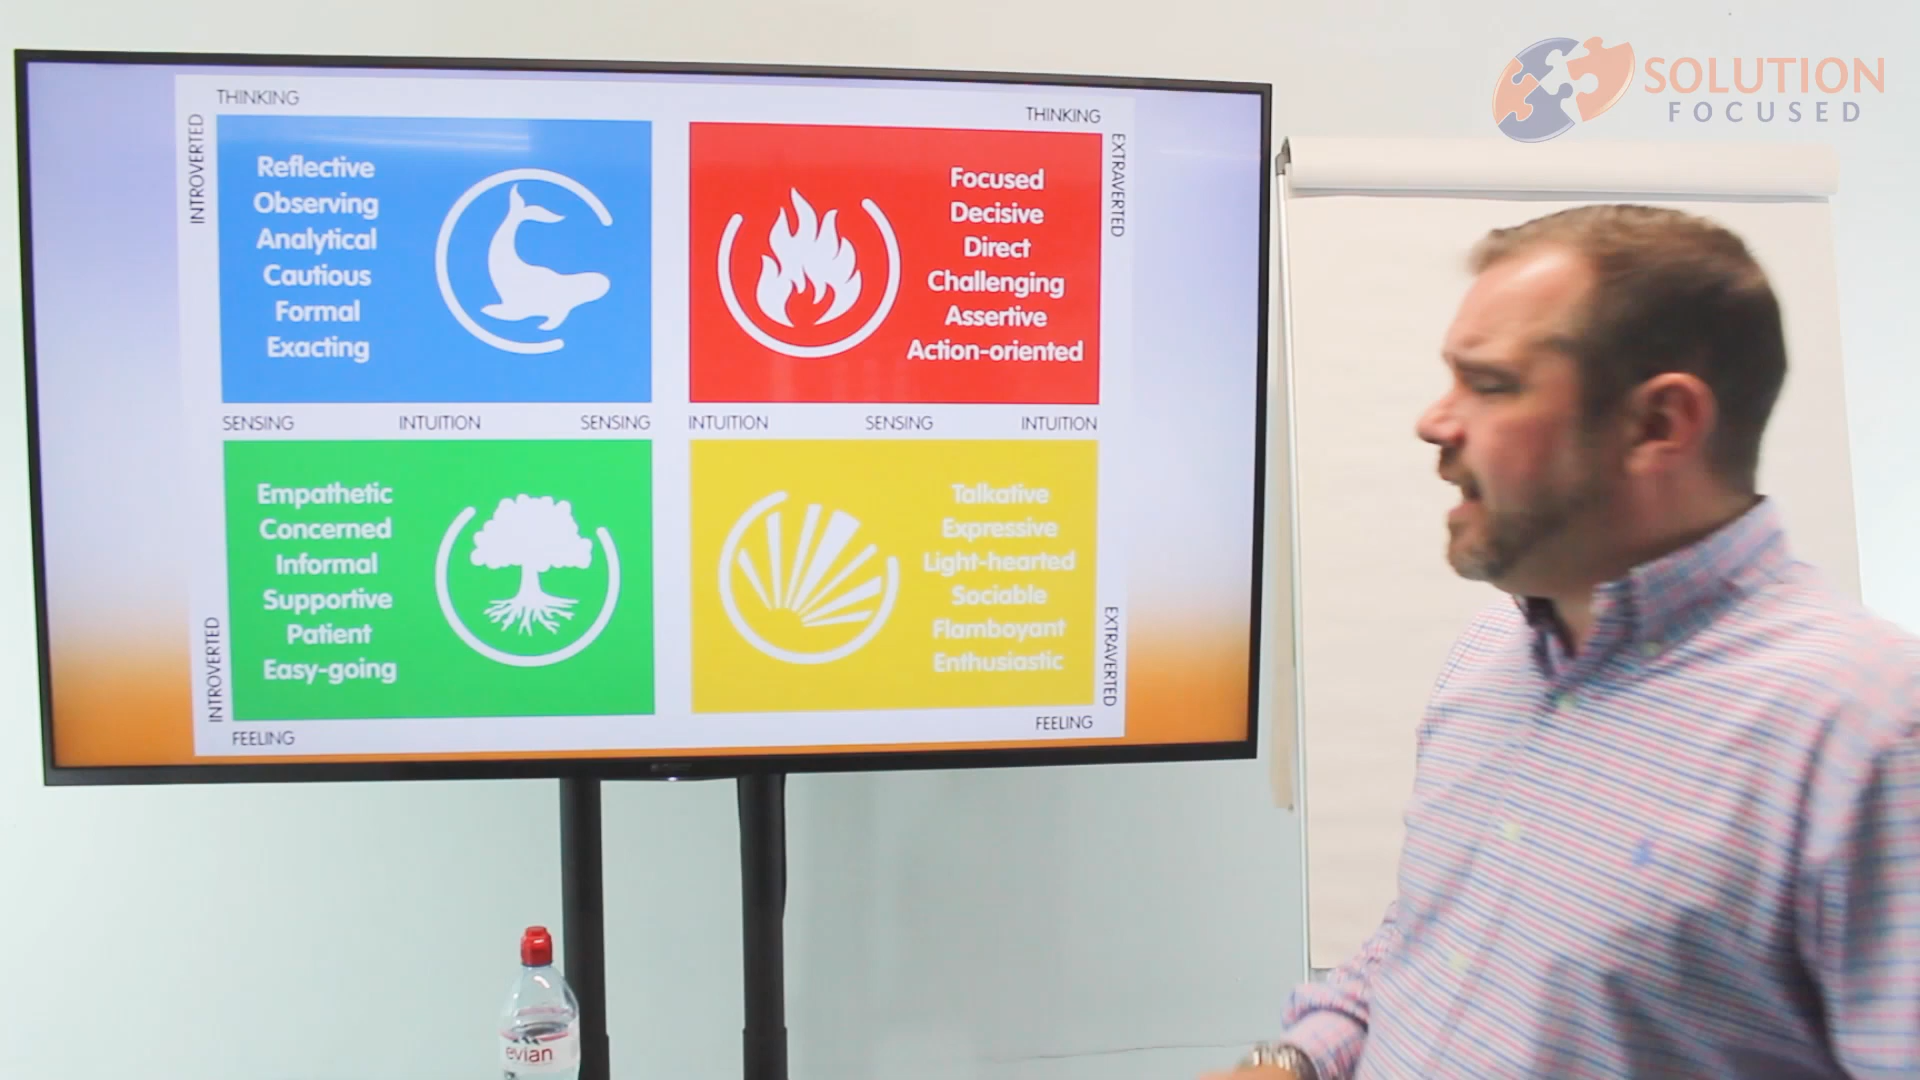 SOLUTION
FOCUSED
THINKING
THINKING
INTROVERTED
EXTRAVERTED
Reflective
Observing
Analytical
Cautious
Formal
Exacting
Focused
Decisive
Direct
Challenging
Assertive
Action-oriented
SENSING INTUITION SENSING INTUITION SENSING INTUITION
Empathetic
Concerned
Informal
Supportive
Patient
Easy-going
Talkative
Expressive
Light-hearted
Sociable
Flamboyant
Enthusiastic
INTROVERTED
EXTRAVERTED
FEELING
FEELING
evian